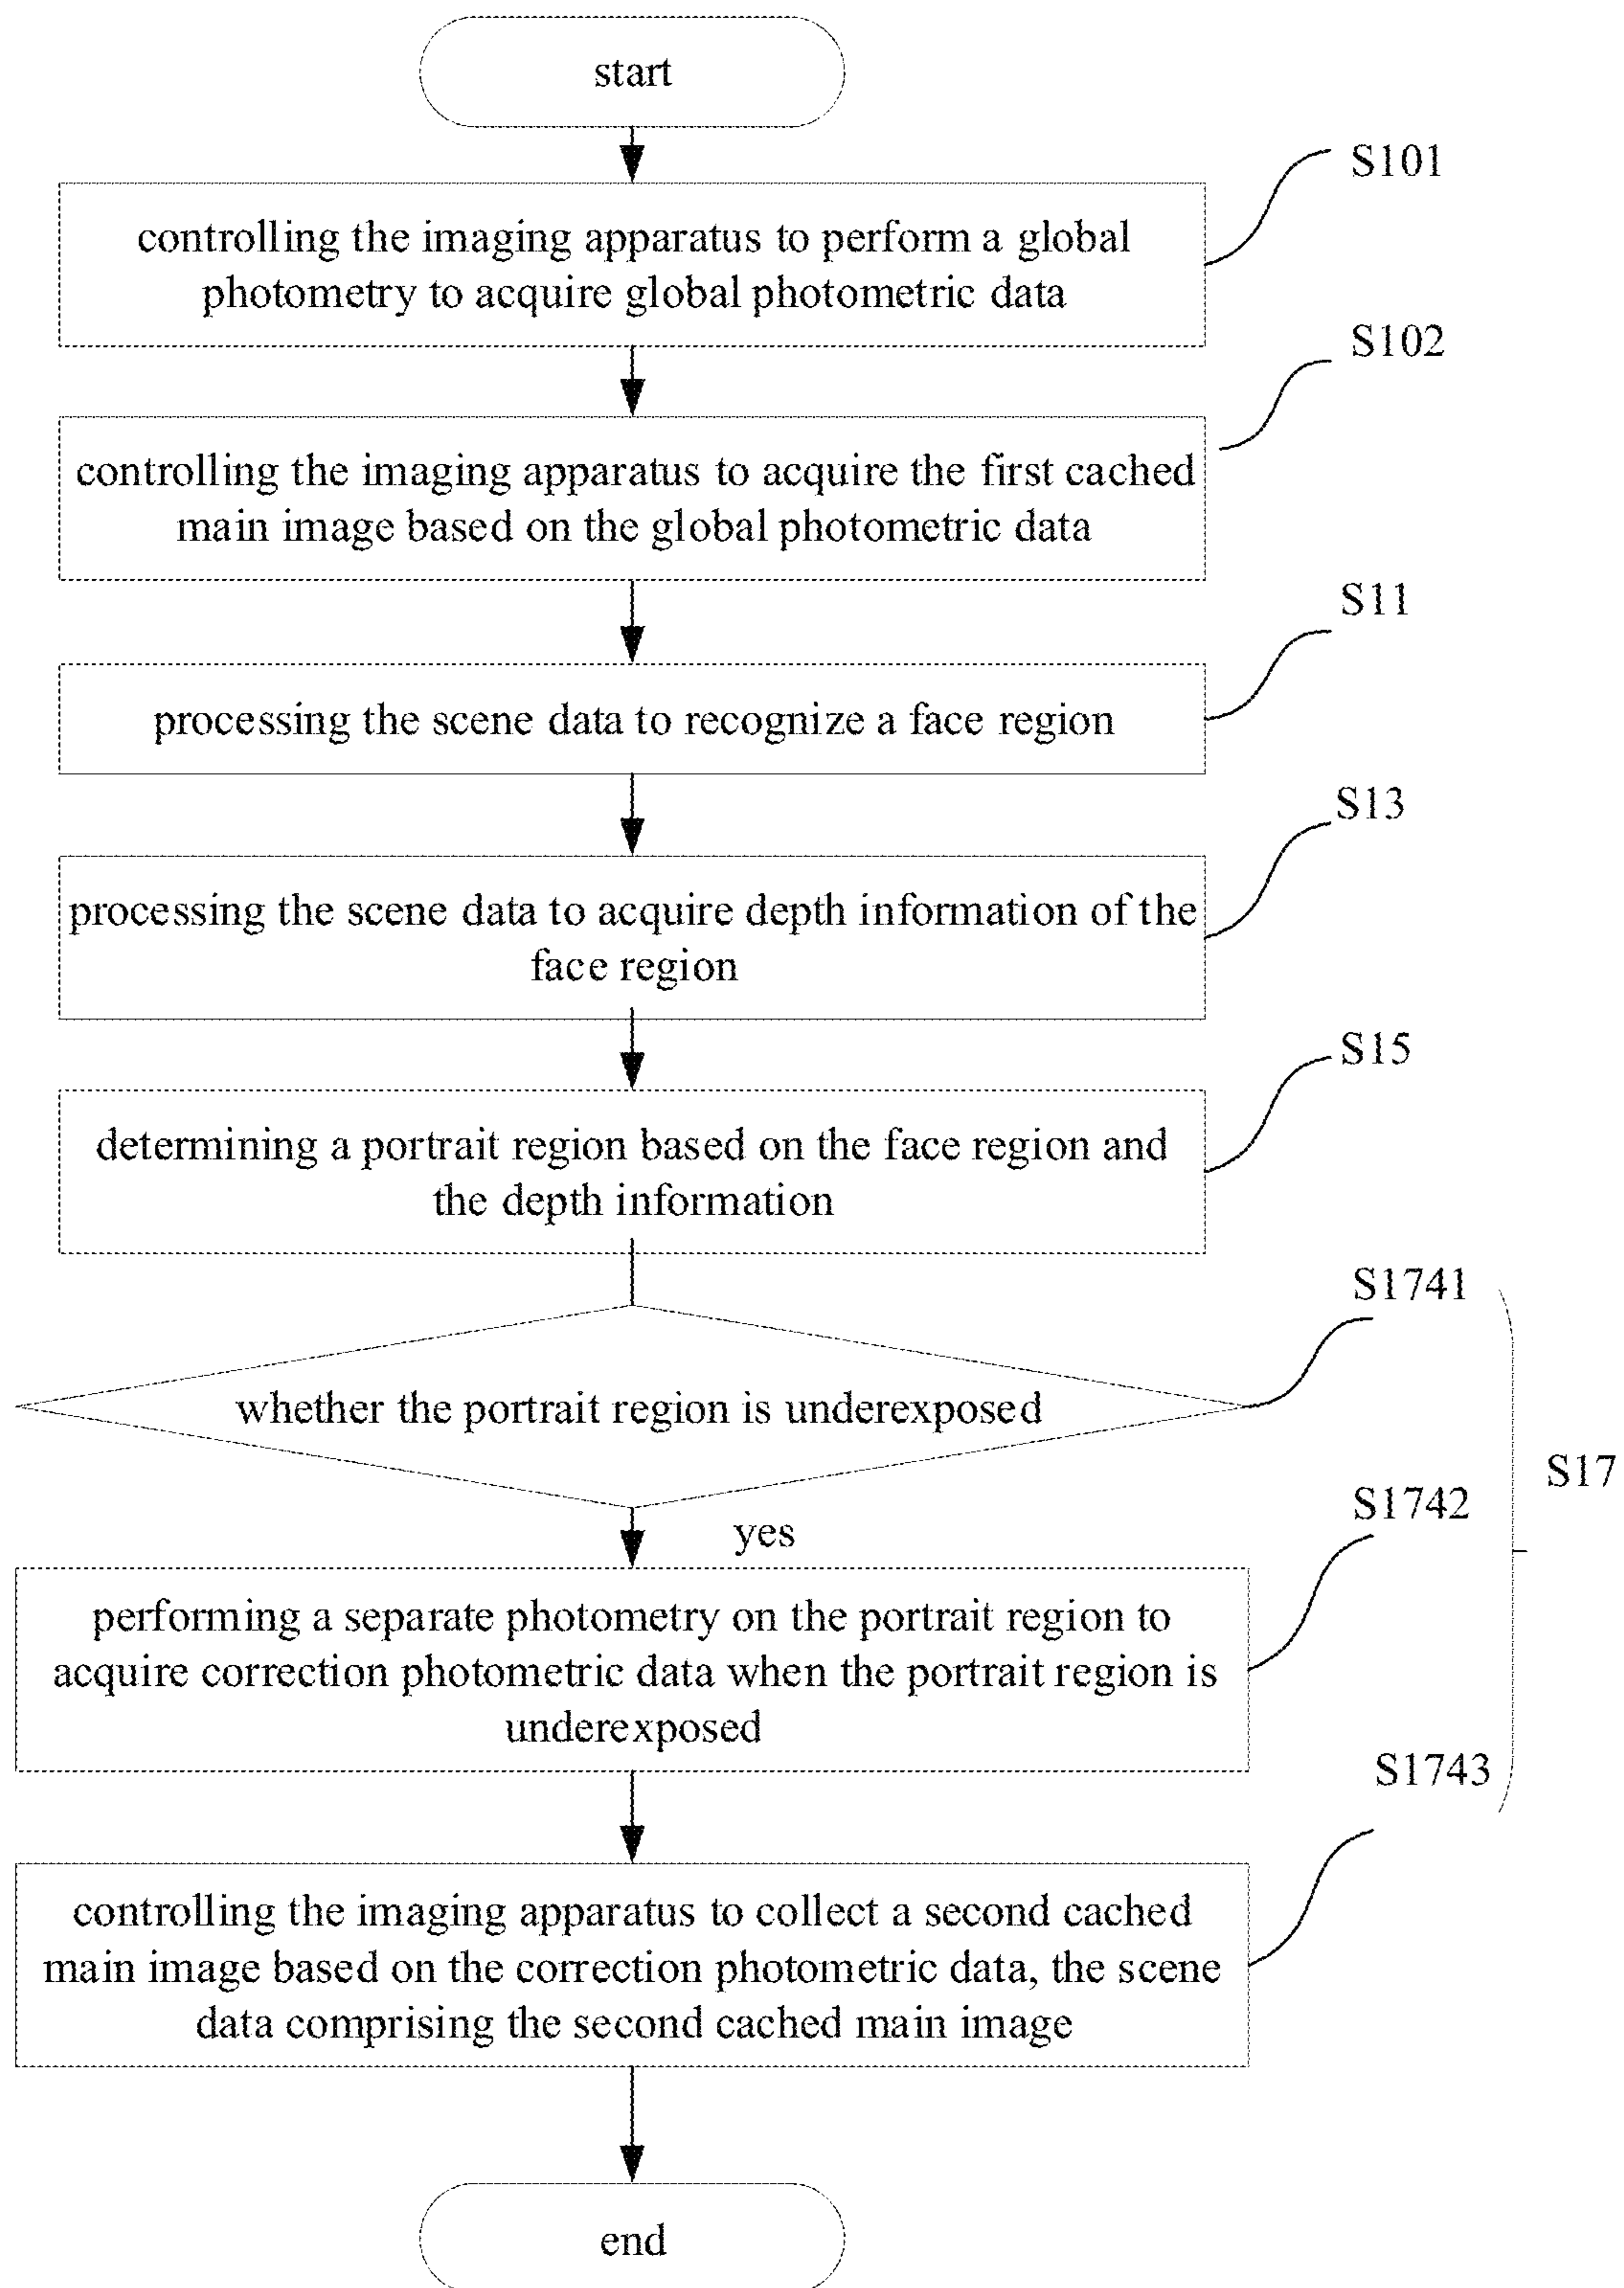 start
S101
controlling the imaging apparatus to perform a global
photometry to acquire global photometric data
S102
controlling the imaging apparatus to acquire the first cached
main image based on the global photometric data
S11
processing the scene data to recognize a face region
S13
processing the scene data to acquire depth information of the
face region
S15
determining a portrait region based on the face region and
the depth information
S1741
whether the portrait region is underexposed
S17
S1742
yes
performing a separate photometry on the portrait region to
acquire correction photometric data when the portrait region is
underexposed
S1743
controlling the imaging apparatus to collect a second cached
main image based on the correction photometric data, the scene
data comprising the second cached main image
end